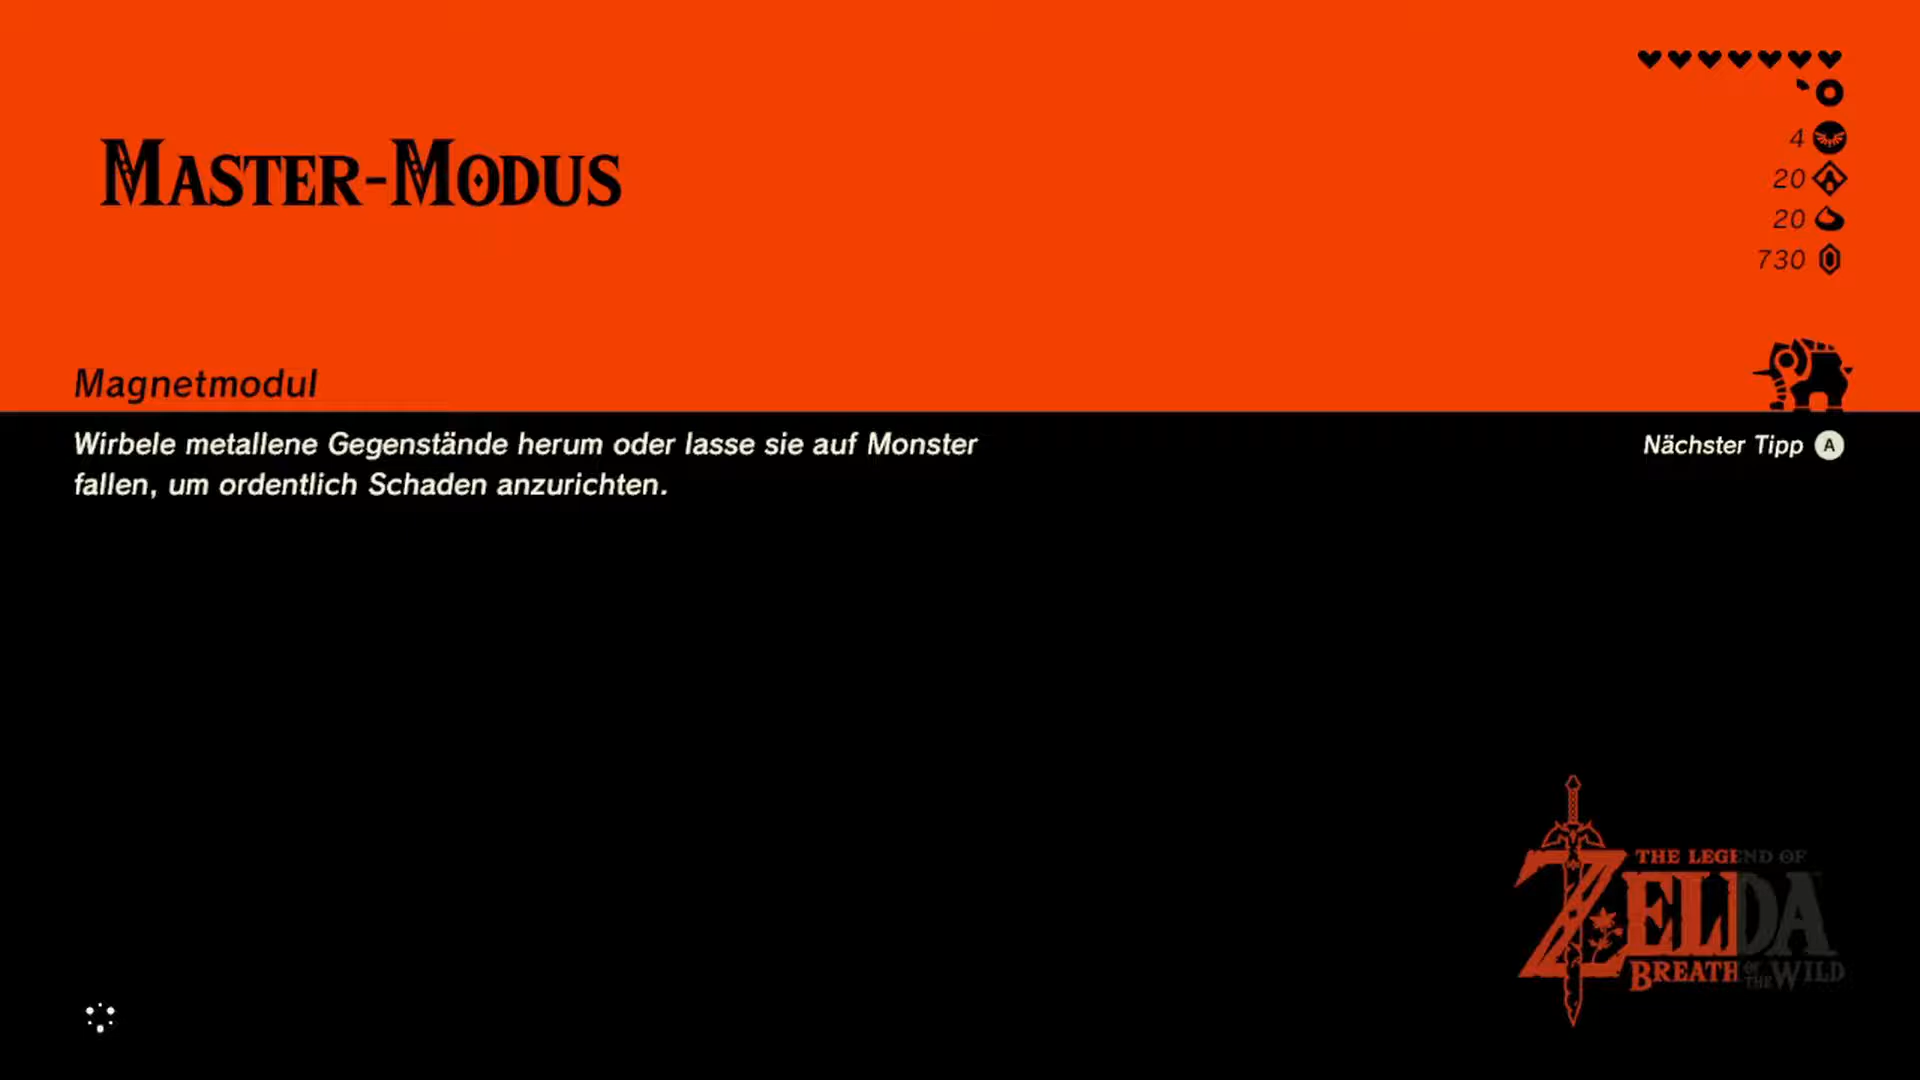 MASTER-MODUS
4
20
20
730
Magnetmodul
Wirbele metallene Gegenstände herum oder lasse sie auf Monster
fallen, um ordentlich Schaden anzurichten.
Nächster Tipp A
THE LEGEND OF
ZELDA
BREATH OF THE WILD